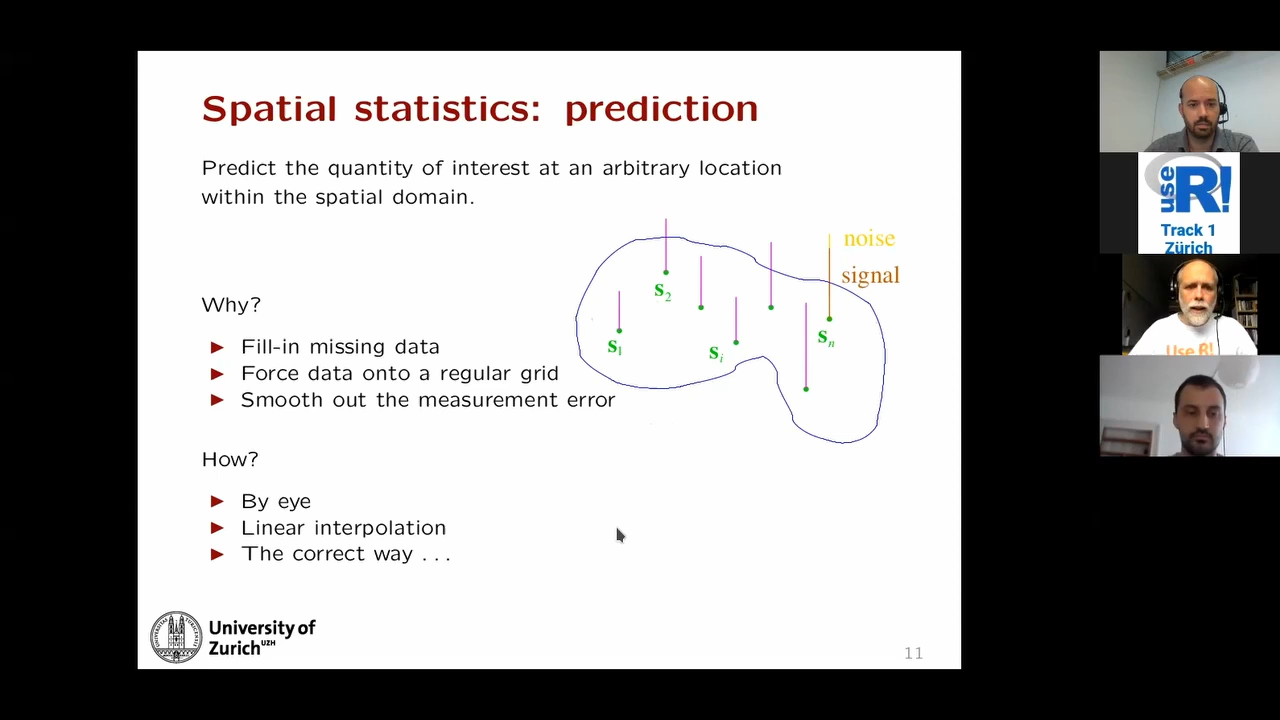 Spatial statistics: prediction
Predict the quantity of interest at an arbitrary location
within the spatial domain.
noise
signal
s2
s1
si
sn
Why?
► Fill-in missing data
► Force data onto a regular grid
► Smooth out the measurement error
How?
► By eye
► Linear interpolation
► The correct way . . .
University of
Zurich UZH
11
use R!
Track 1
Zürich
Use R!